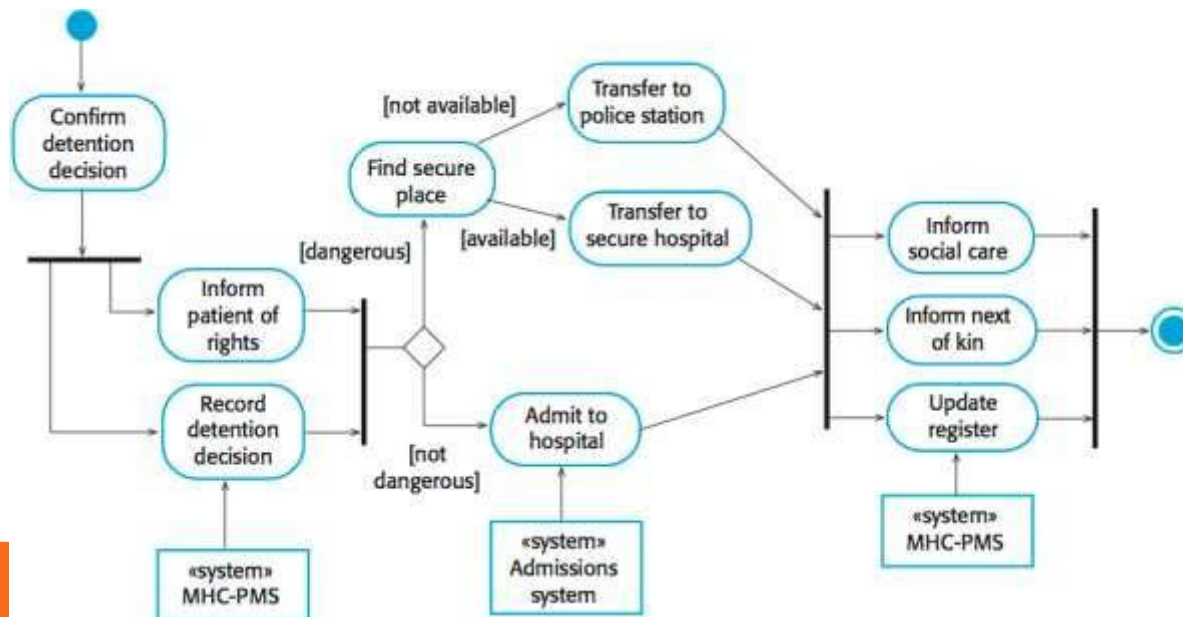 Confirm
detention
decision
Inform
patient of
rights
Record
detention
decision
«system»
MHC-PMS
[dangerous]
[not
dangerous]
Find secure
place
[not available]
[available]
Transfer to
police station
Transfer to
secure hospital
Admit to
hospital
«system»
Admissions
system
Inform
social care
Inform next
of kin
Update
register
«system»
MHC-PMS